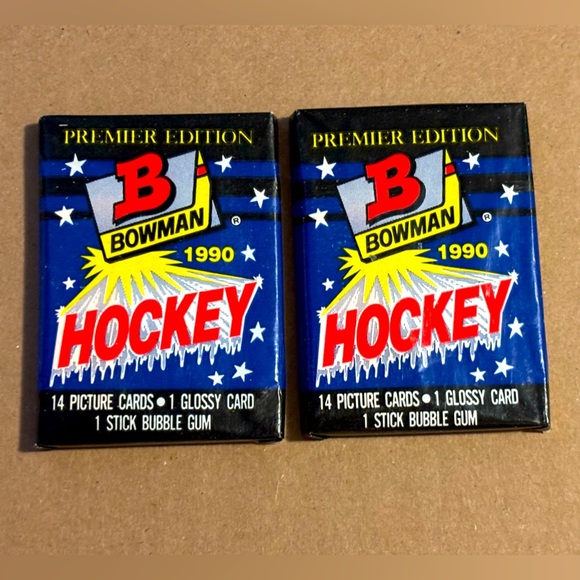 PREMIER EDITION
B
BOWMAN ®
1990
HOCKEY
14 PICTURE CARDS • 1 GLOSSY CARD
1 STICK BUBBLE GUM
PREMIER EDITION
B
BOWMAN ®
1990
HOCKEY
14 PICTURE CARDS • 1 GLOSSY CARD
1 STICK BUBBLE GUM